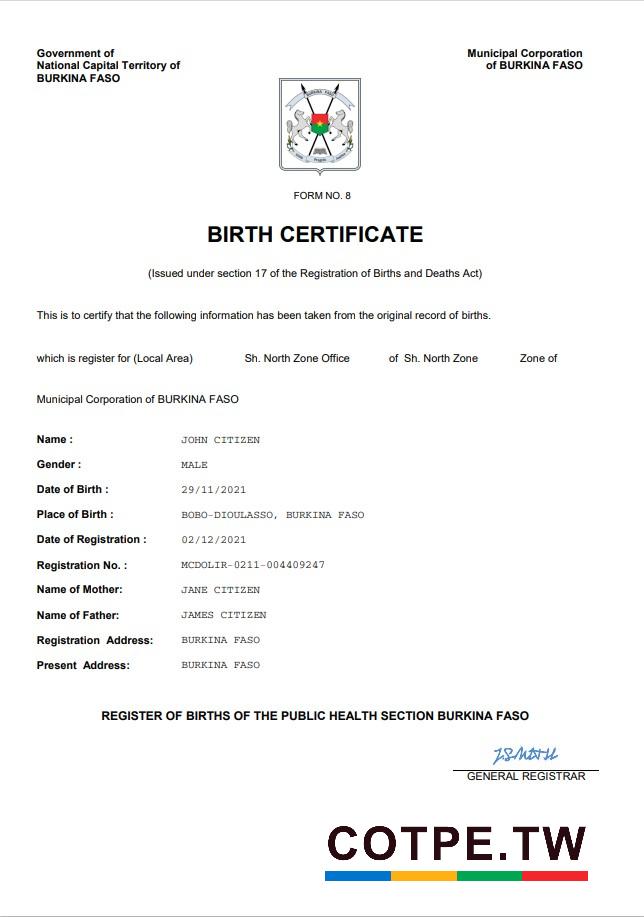 Government of
National Capital Territory of
BURKINA FASO
Municipal Corporation
of BURKINA FASO
BURKINA FASO
FORM NO. 8
BIRTH CERTIFICATE
(Issued under section 17 of the Registration of Births and Deaths Act)
This is to certify that the following information has been taken from the original record of births.
which is register for (Local Area) Sh. North Zone Office of Sh. North Zone Zone of
Municipal Corporation of BURKINA FASO
Name : JOHN CITIZEN
Gender : MALE
Date of Birth : 29/11/2021
Place of Birth : BOBO-DIOULASSO, BURKINA FASO
Date of Registration : 02/12/2021
Registration No. : MCDOLIR-0211-004409247
Name of Mother: JANE CITIZEN
Name of Father: JAMES CITIZEN
Registration Address: BURKINA FASO
Present Address: BURKINA FASO
REGISTER OF BIRTHS OF THE PUBLIC HEALTH SECTION BURKINA FASO
GENERAL REGISTRAR
COTPE.TW